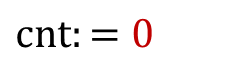 cnt: = 0